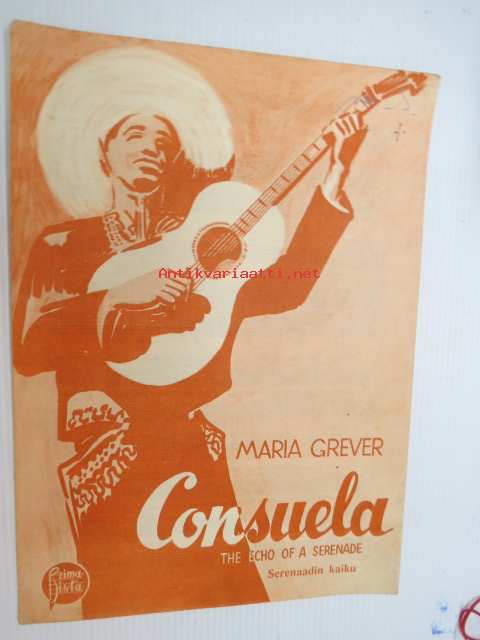 Antikvariaatti.net
MARIA GREVER
Consuela
THE ECHO OF A SERENADE
Serenaadin kaiku
Prima
Vista